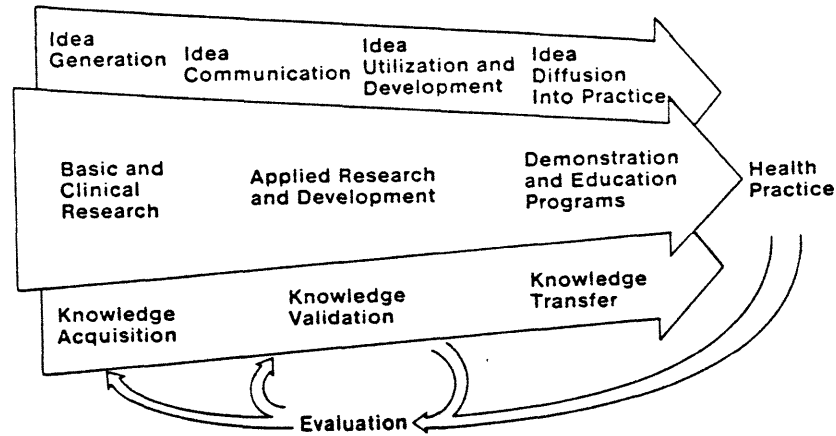 Idea
Generation
Idea
Communication
Idea
Utilization and
Development
Idea
Diffusion
Into Practice
Basic and
Clinical
Research
Applied Research
and Development
Demonstration
and Education
Programs
Health
Practice
Knowledge
Acquisition
Knowledge
Validation
Knowledge
Transfer
Evaluation